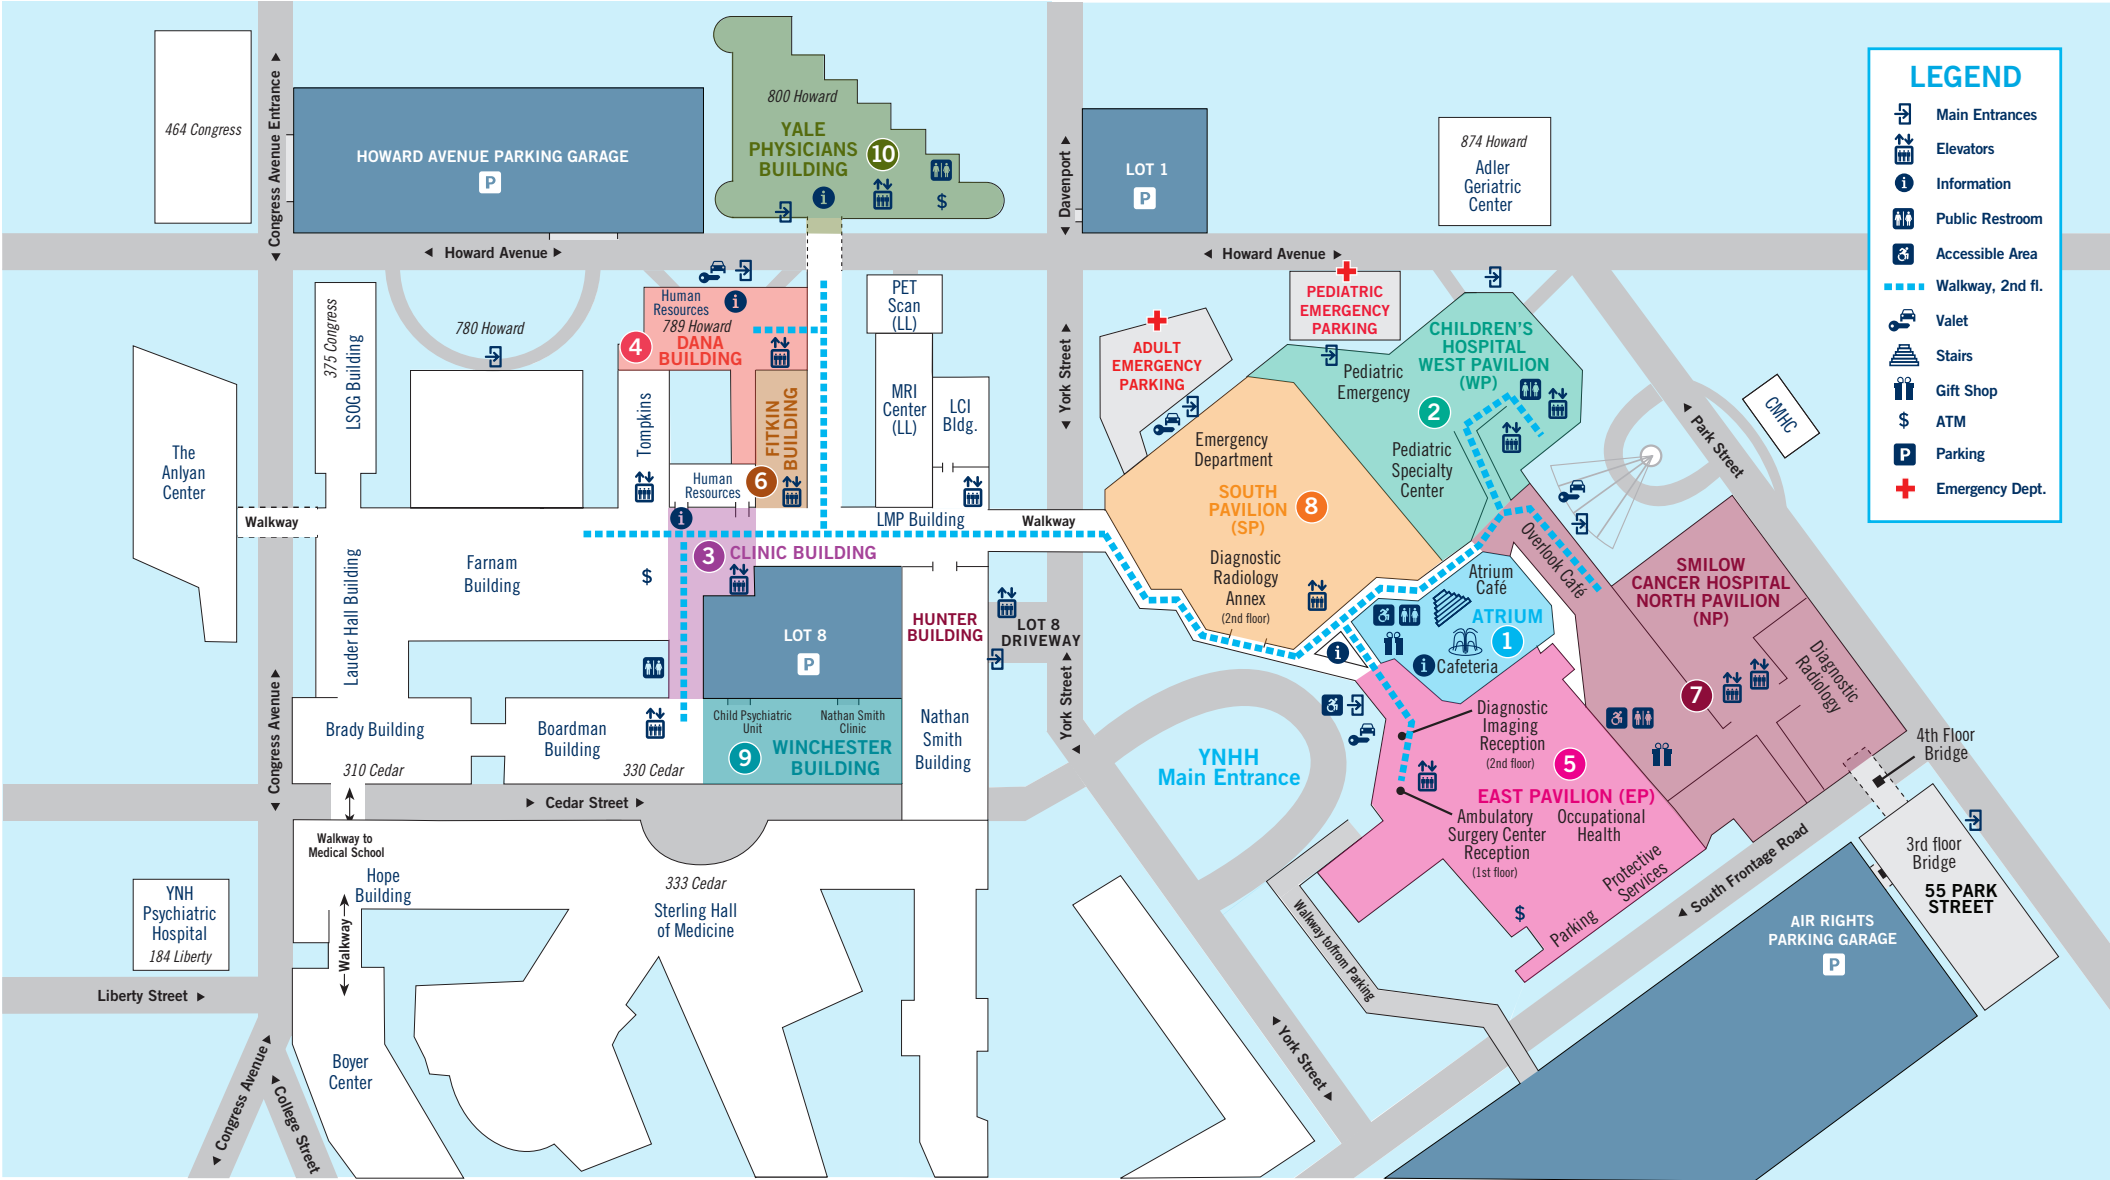 464 Congress
Congress Avenue Entrance
HOWARD AVENUE PARKING GARAGE
P
800 Howard
YALE
PHYSICIANS
BUILDING
10
i
$
Davenport
LOT 1
P
874 Howard
Adler
Geriatric
Center
LEGEND
Main Entrances
Elevators
i
Information
Public Restroom
Accessible Area
Walkway, 2nd fl.
Valet
Stairs
Gift Shop
$
ATM
P
Parking
Emergency Dept.
Howard Avenue
Howard Avenue
375 Congress
LSOG Building
780 Howard
Human
Resources
i
789 Howard
DANA
BUILDING
4
PET
Scan
(LL)
MRI
Center
(LL)
LCI
Bldg.
York Street
ADULT
EMERGENCY
PARKING
PEDIATRIC
EMERGENCY
PARKING
CHILDREN'S
HOSPITAL
WEST PAVILION
(WP)
Pediatric
Emergency
2
Pediatric
Specialty
Center
Park Street
CMHC
The
Anlyan
Center
Walkway
Tompkins
FITKIN
BUILDING
Human
Resources
6
i
LMP Building
Walkway
Emergency
Department
SOUTH
PAVILION
(SP)
8
Diagnostic
Radiology
Annex
(2nd floor)
Overlook Café
Lauder Hall Building
Farnam
Building
$
3
CLINIC BUILDING
LOT 8
P
HUNTER
BUILDING
LOT 8
DRIVEWAY
Atrium
Café
ATRIUM
1
i
i
Cafeteria
SMILOW
CANCER HOSPITAL
NORTH PAVILION
(NP)
Diagnostic
Radiology
7
Congress Avenue
Brady Building
310 Cedar
Boardman
Building
330 Cedar
Child Psychiatric
Unit
Nathan Smith
Clinic
9
WINCHESTER
BUILDING
Nathan
Smith
Building
York Street
YNHH
Main Entrance
Diagnostic
Imaging
Reception
(2nd floor)
5
EAST PAVILION (EP)
Ambulatory
Surgery Center
Reception
(1st floor)
Occupational
Health
Protective
Services
$
Parking
4th Floor
Bridge
3rd floor
Bridge
55 PARK
STREET
South Frontage Road
AIR RIGHTS
PARKING GARAGE
P
Cedar Street
Walkway to
Medical School
Hope
Building
Walkway
333 Cedar
Sterling Hall
of Medicine
Walkway to/from Parking
YNH
Psychiatric
Hospital
184 Liberty
Liberty Street
Congress Avenue
College Street
Boyer
Center
York Street